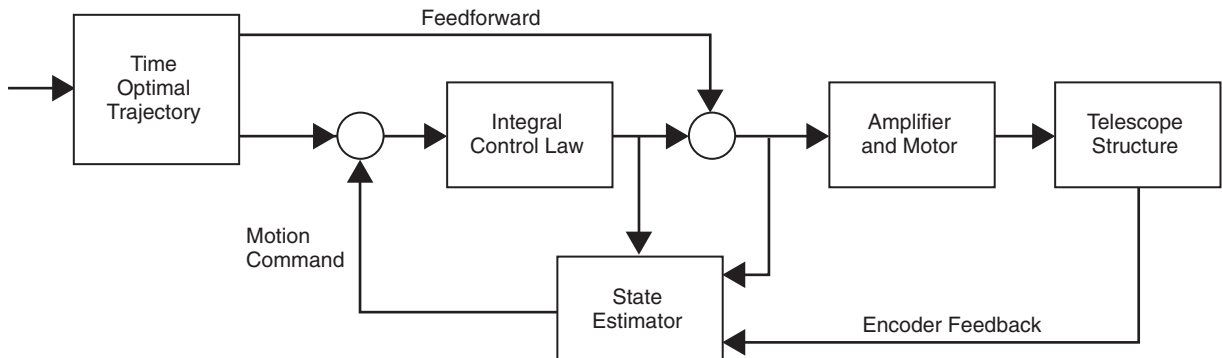 Feedforward
Time
Optimal
Trajectory
Integral
Control Law
Amplifier
and Motor
Telescope
Structure
Motion
Command
State
Estimator
Encoder Feedback